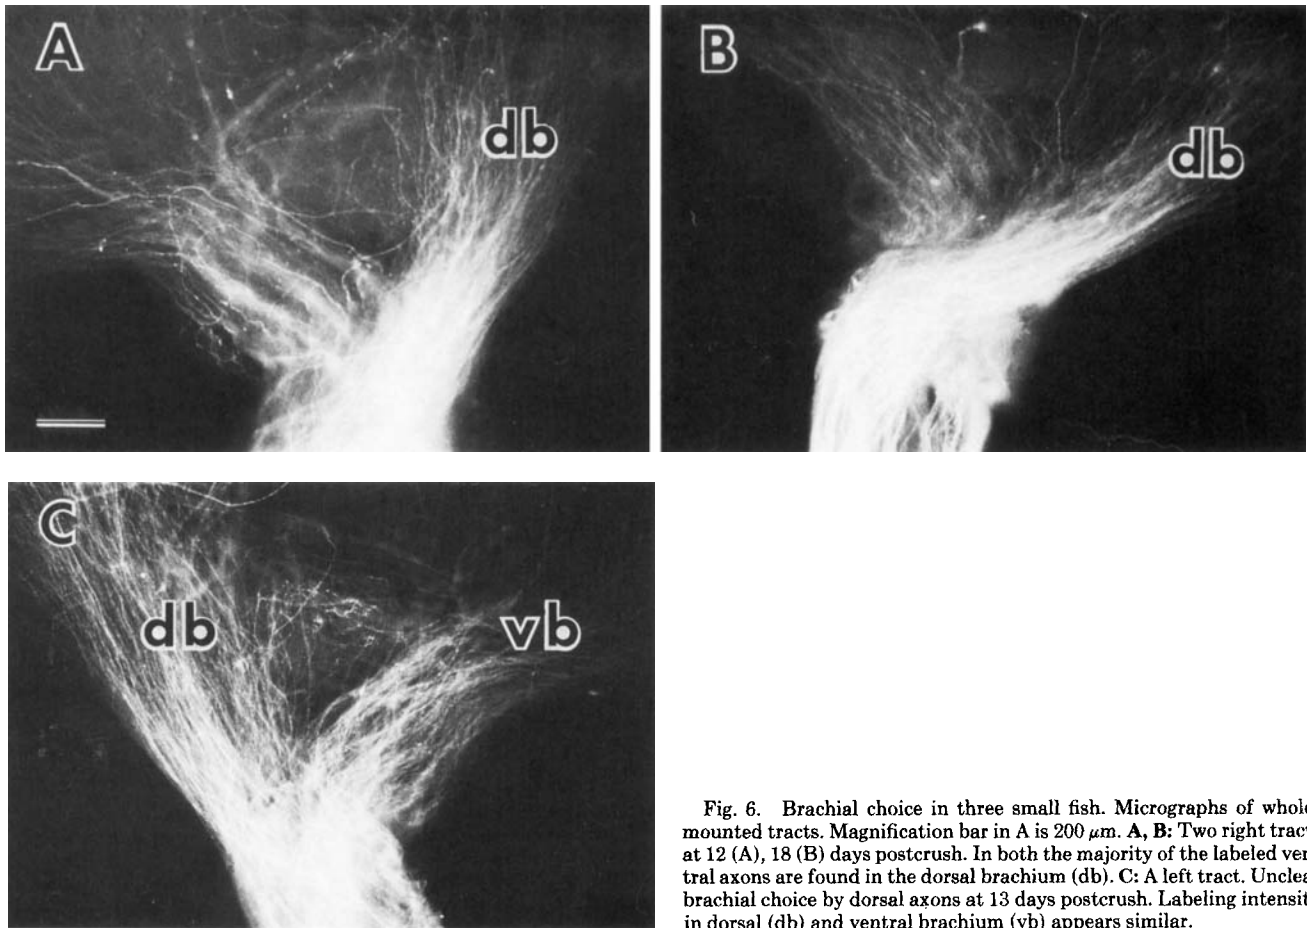 A
db
B
db
C
db
vb
Fig. 6. Brachial choice in three small fish. Micrographs of whole
mounted tracts. Magnification bar in A is 200 μm. A, B: Two right trac
at 12 (A), 18 (B) days postcrush. In both the majority of the labeled ven
tral axons are found in the dorsal brachium (db). C: A left tract. Unclea
brachial choice by dorsal axons at 13 days postcrush. Labeling intensit
in dorsal (db) and ventral brachium (vb) appears similar.